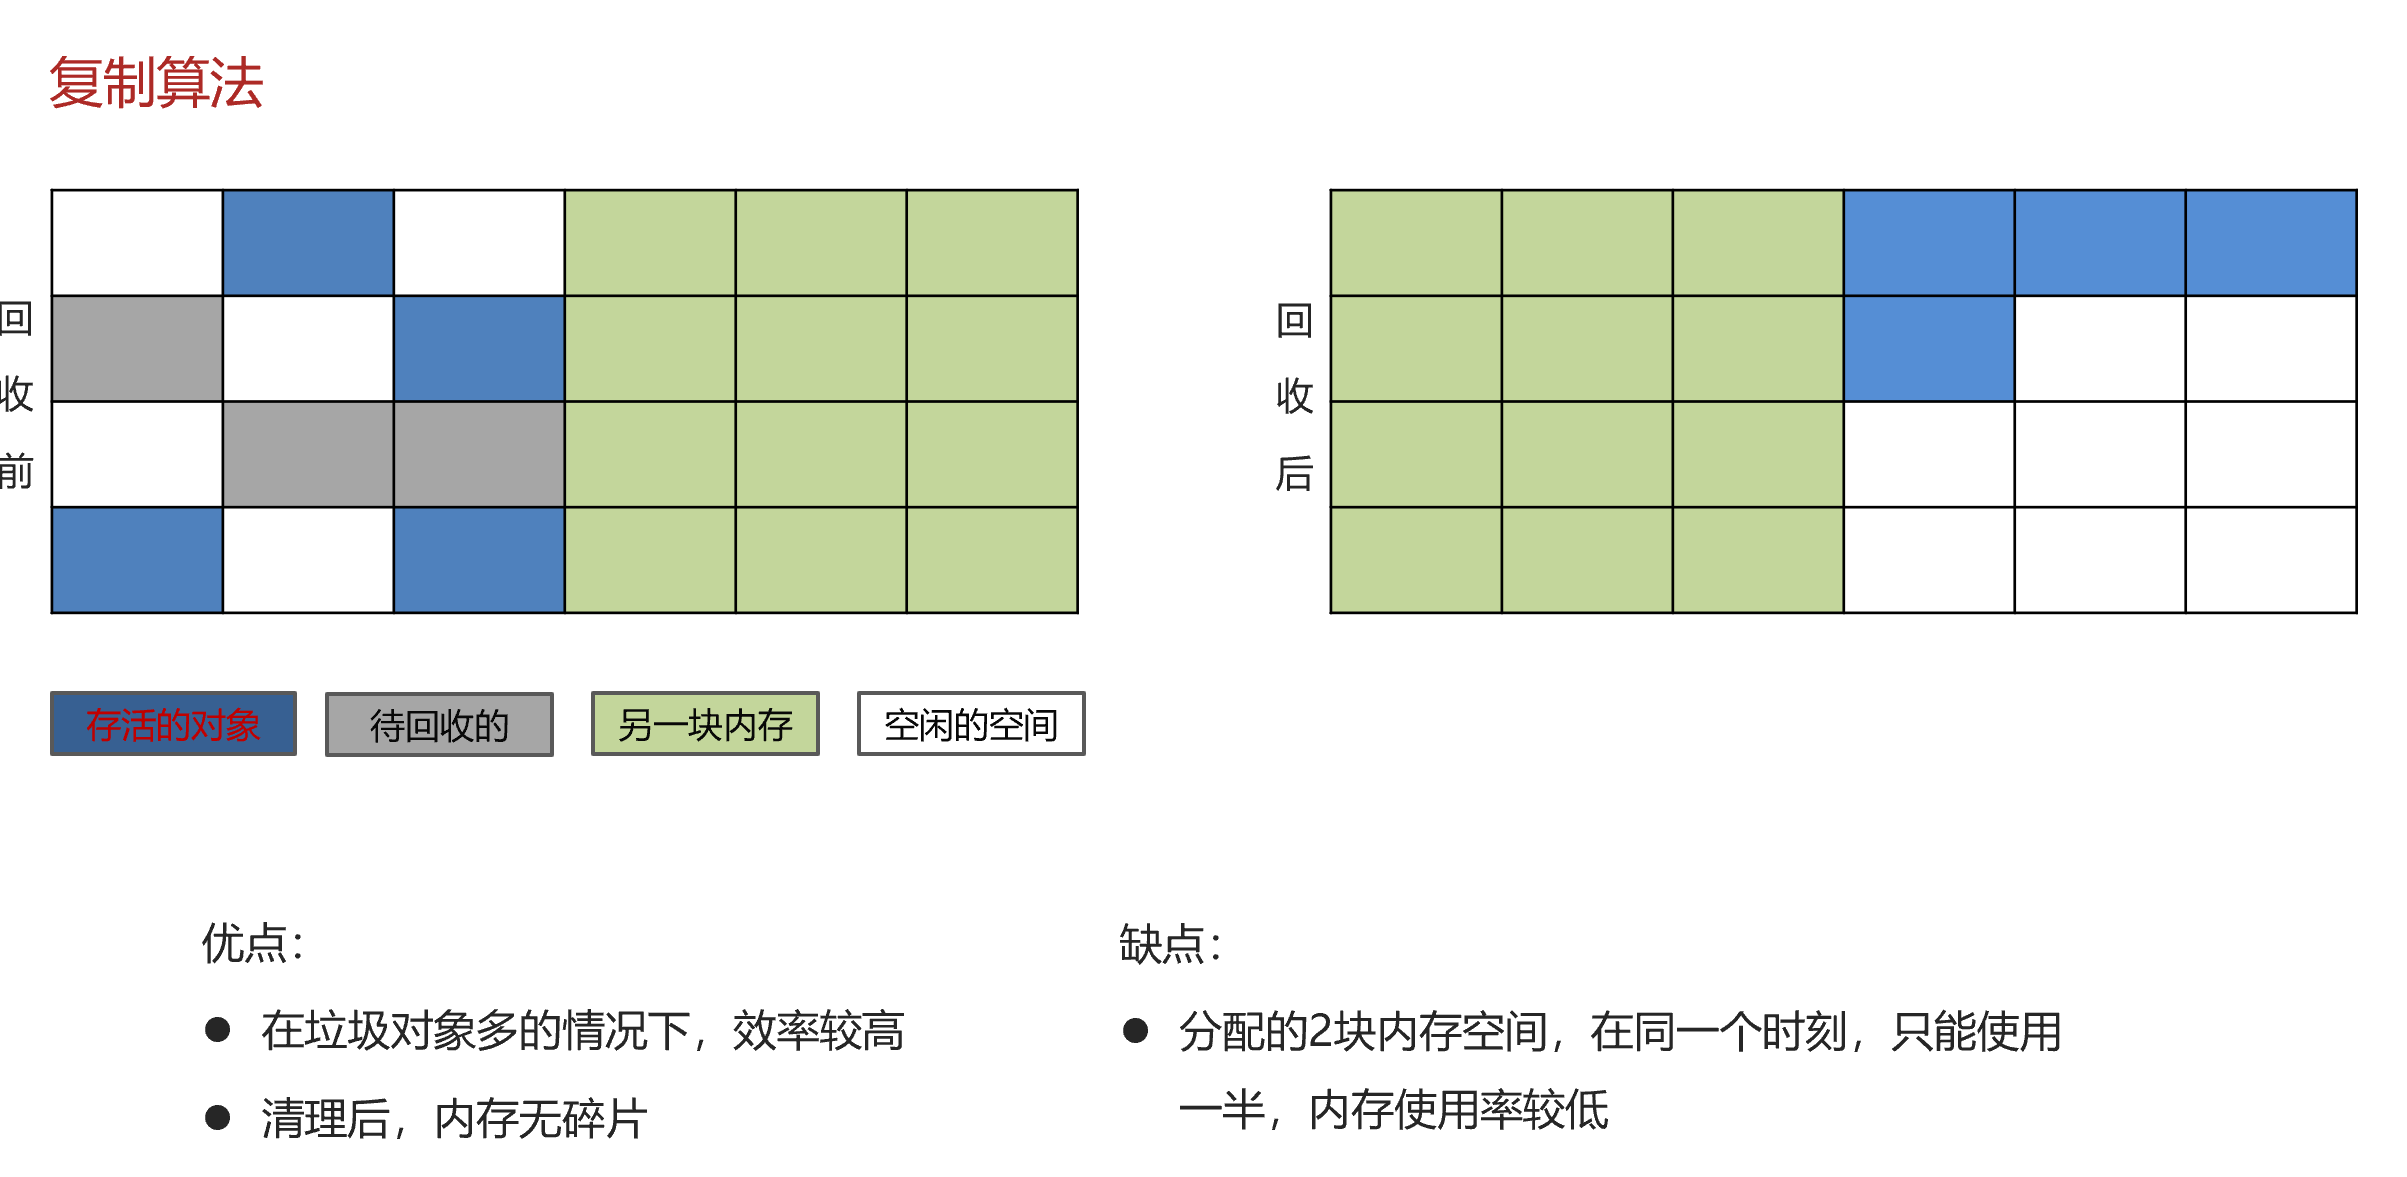 复制算法
回
收
前
回
收
后
存活的对象
待回收的
另一块内存
空闲的空间
优点：
● 在垃圾对象多的情况下，效率较高
● 清理后，内存无碎片
缺点：
● 分配的2块内存空间，在同一个时刻，只能使用
一半，内存使用率较低